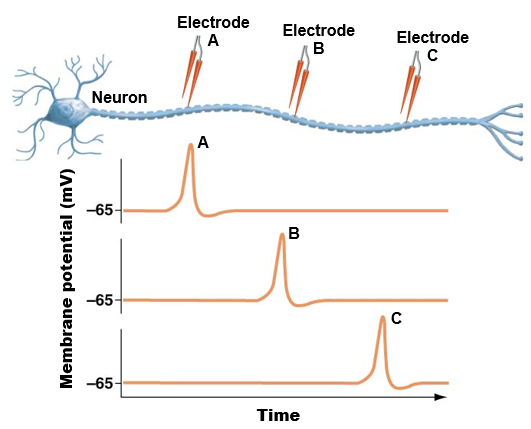 Electrode
A
Electrode
B
Electrode
C
Neuron
Membrane potential (mV)
A
–65
B
–65
C
–65
Time